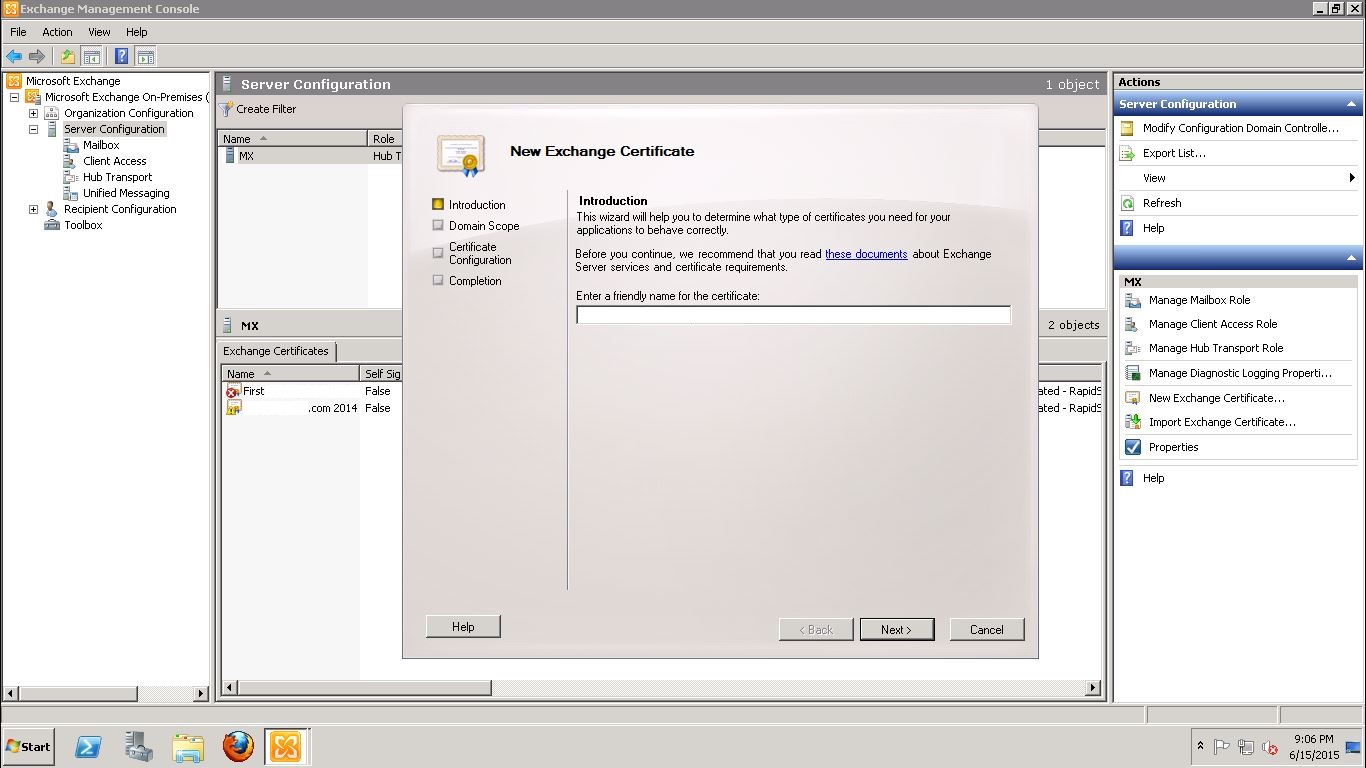 Exchange Management Console
File Action View Help
Microsoft Exchange
Microsoft Exchange On-Premises (
Organization Configuration
Server Configuration
Mailbox
Client Access
Hub Transport
Unified Messaging
Recipient Configuration
Toolbox
Server Configuration 1 object
Create Filter
Name Role
MX Hub T
MX 2 objects
Exchange Certificates
Name Self Sig
First False
.com 2014 False
ated - RapidS
ated - RapidS
New Exchange Certificate
Introduction
Domain Scope
Certificate
Configuration
Completion
Introduction
This wizard will help you to determine what type of certificates you need for your
applications to behave correctly.
Before you continue, we recommend that you read these documents about Exchange
Server services and certificate requirements.
Enter a friendly name for the certificate:
Help < Back Next > Cancel
Actions
Server Configuration
Modify Configuration Domain Controlle...
Export List...
View
Refresh
Help
MX
Manage Mailbox Role
Manage Client Access Role
Manage Hub Transport Role
Manage Diagnostic Logging Properti...
New Exchange Certificate...
Import Exchange Certificate...
Properties
Help
Start
9:06 PM
6/15/2015